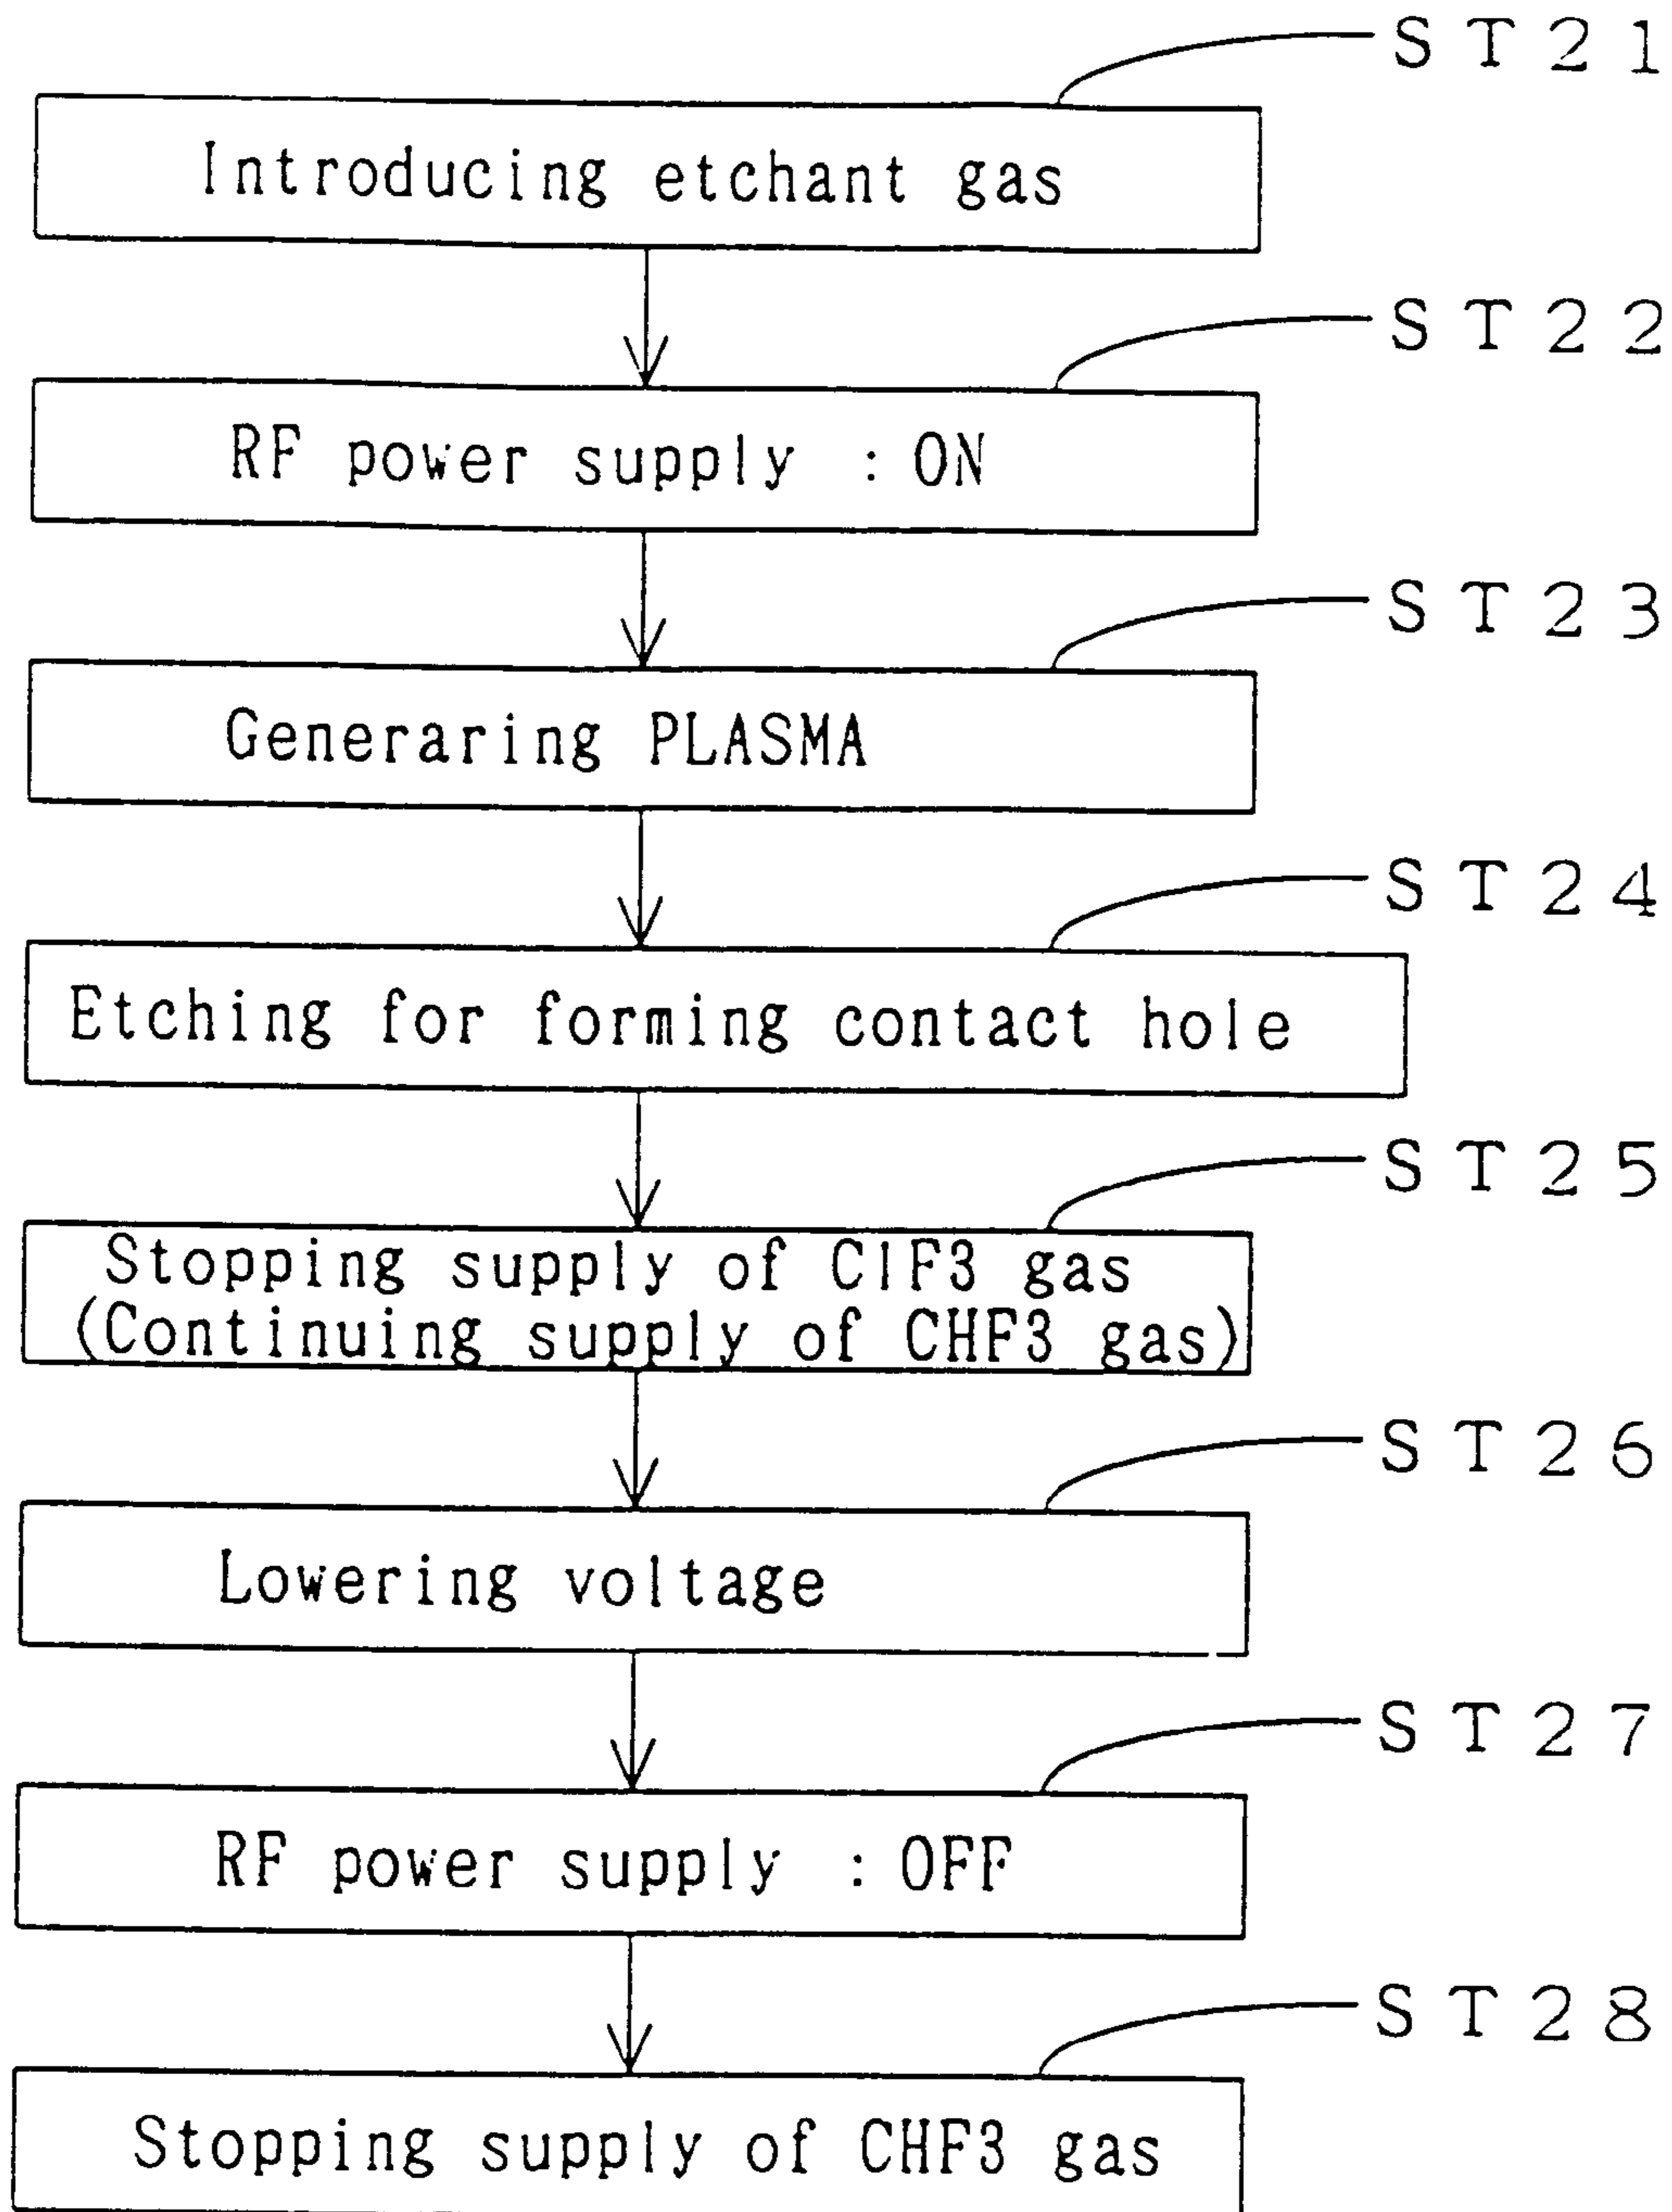 ST21
Introducing etchant gas
ST22
RF power supply : ON
ST23
Generaring PLASMA
ST24
Etching for forming contact hole
ST25
Stopping supply of ClF3 gas
(Continuing supply of CHF3 gas)
ST26
Lowering voltage
ST27
RF power supply : OFF
ST28
Stopping supply of CHF3 gas